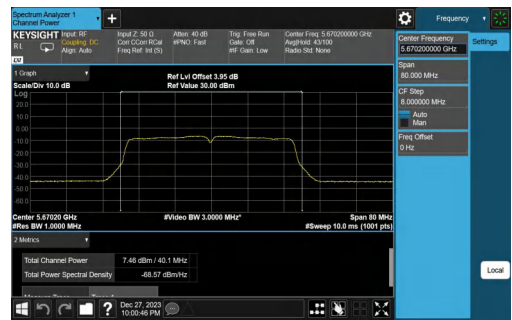 Spectrum Analyzer 1
Channel Power
+
Frequency
KEYSIGHT
RL
LXI
Input: RF
Coupling: DC
Align: Auto
Input Z: 50 Ω
Corr CCorr RCal
Freq Ref: Int (S)
Atten: 40 dB
#PNO: Fast
Trig: Free Run
Gate: Off
#IF Gain: Low
Center Freq: 5.670200000 GHz
Avg|Hold: 43/100
Radio Std: None
Center Frequency
5.670200000 GHz
Settings
Span
80.000 MHz
CF Step
8.000000 MHz
Auto
Man
Freq Offset
0 Hz
1 Graph
Scale/Div 10.0 dB
Ref Lvl Offset 3.95 dB
Ref Value 30.00 dBm
Log
20.0
10.0
0.00
-10.0
-20.0
-30.0
-40.0
-50.0
-60.0
Center 5.67020 GHz
#Video BW 3.0000 MHz*
Span 80 MHz
#Res BW 1.0000 MHz
#Sweep 10.0 ms (1001 pts)
2 Metrics
Total Channel Power
7.46 dBm / 40.1 MHz
Total Power Spectral Density
-68.57 dBm/Hz
Local
?
Dec 27, 2023
10:00:46 PM